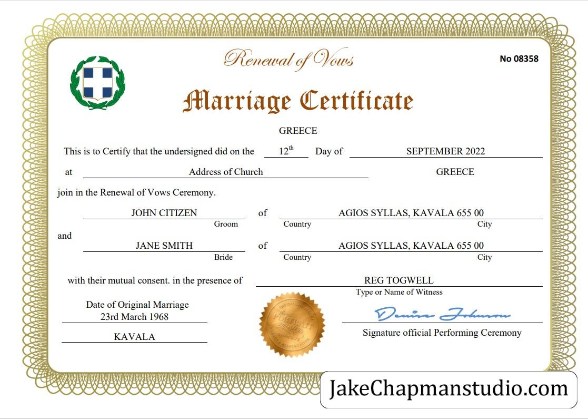 Renewal of Vows
No 08358
Marriage Certificate
GREECE
This is to Certify that the undersigned did on the 12th Day of SEPTEMBER 2022
at Address of Church GREECE
join in the Renewal of Vows Ceremony.
JOHN CITIZEN of AGIOS SYLLAS, KAVALA 655 00
Groom Country City
and
JANE SMITH of AGIOS SYLLAS, KAVALA 655 00
Bride Country City
with their mutual consent. in the presence of REG TOGWELL
Type or Name of Witness
Date of Original Marriage
23rd March 1968
Denise Johnson
KAVALA
Signature official Performing Ceremony
JakeChapmanstudio.com